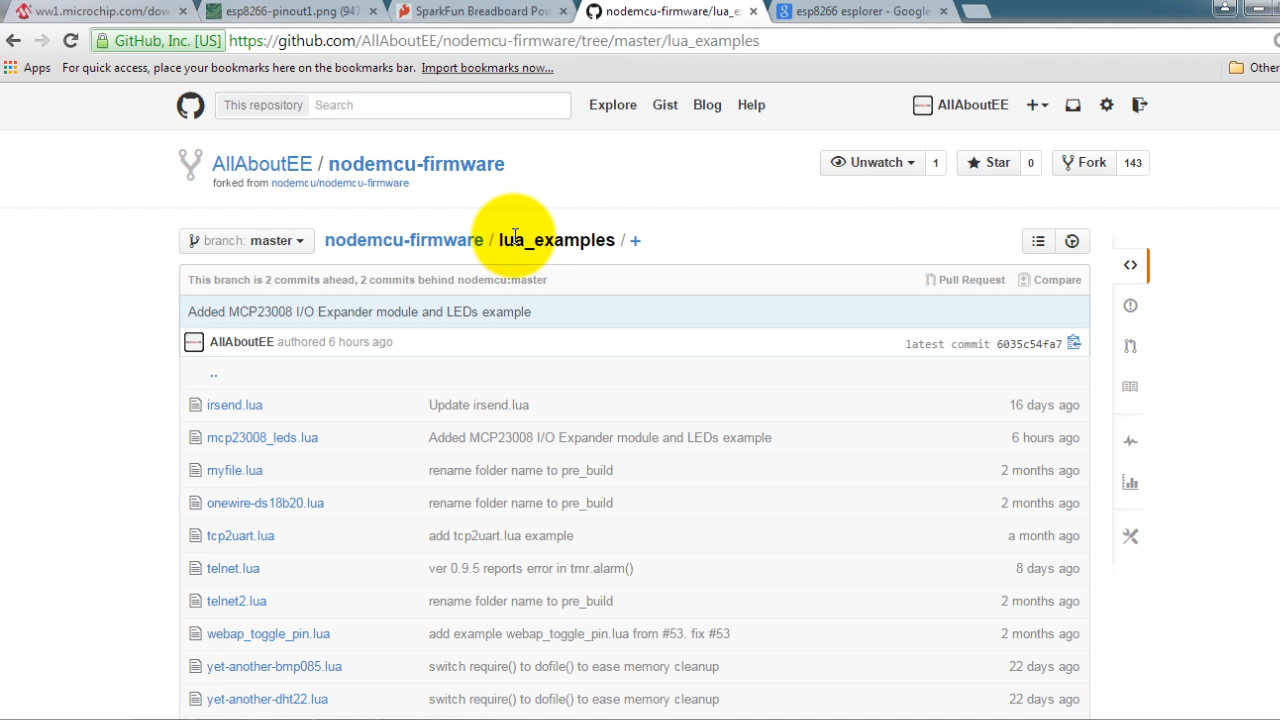 ww1.microchip.com/dow
esp8266-pinout1.png (947
SparkFun Breadboard Pow
nodemcu-firmware/lua_e
esp8266 esplorer - Google
GitHub, Inc. [US]
https://github.com/AllAboutEE/nodemcu-firmware/tree/master/lua_examples
Apps For quick access, place your bookmarks here on the bookmarks bar. Import bookmarks now...
Other
This repository Search
Explore Gist Blog Help
AllAboutEE
AllAboutEE / nodemcu-firmware
forked from nodemcu/nodemcu-firmware
Unwatch 1
Star 0
Fork 143
branch: master
nodemcu-firmware / lua_examples / +
This branch is 2 commits ahead, 2 commits behind nodemcu:master
Pull Request Compare
Added MCP23008 I/O Expander module and LEDs example
AllAboutEE authored 6 hours ago
latest commit 6035c54fa7
..
irsend.lua Update irsend.lua 16 days ago
mcp23008_leds.lua Added MCP23008 I/O Expander module and LEDs example 6 hours ago
myfile.lua rename folder name to pre_build 2 months ago
onewire-ds18b20.lua rename folder name to pre_build 2 months ago
tcp2uart.lua add tcp2uart.lua example a month ago
telnet.lua ver 0.9.5 reports error in tmr.alarm() 8 days ago
telnet2.lua rename folder name to pre_build 2 months ago
webap_toggle_pin.lua add example webap_toggle_pin.lua from #53. fix #53 2 months ago
yet-another-bmp085.lua switch require() to dofile() to ease memory cleanup 22 days ago
yet-another-dht22.lua switch require() to dofile() to ease memory cleanup 22 days ago